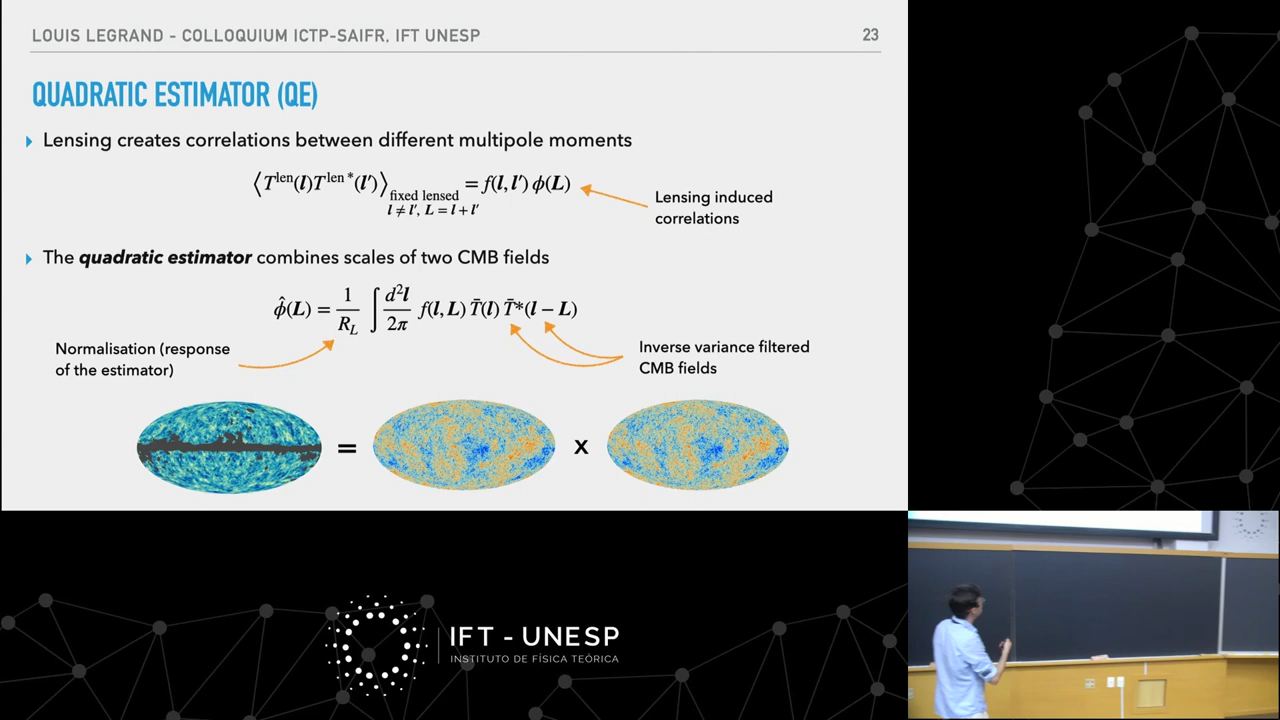 LOUIS LEGRAND - COLLOQUIUM ICTP-SAIFR, IFT UNESP
23
QUADRATIC ESTIMATOR (QE)
Lensing creates correlations between different multipole moments
⟨T^len(l)T^len *(l′)⟩ fixed lensed l ≠ l′, L = l + l′ = f(l, l′) ϕ(L)
Lensing induced
correlations
The quadratic estimator combines scales of two CMB fields
ϕ̂(L) = 1/R_L ∫ d²l/2π f(l, L) T̄(l) T̄*(l − L)
Normalisation (response
of the estimator)
Inverse variance filtered
CMB fields
= x
IFT - UNESP
INSTITUTO DE FÍSICA TEÓRICA